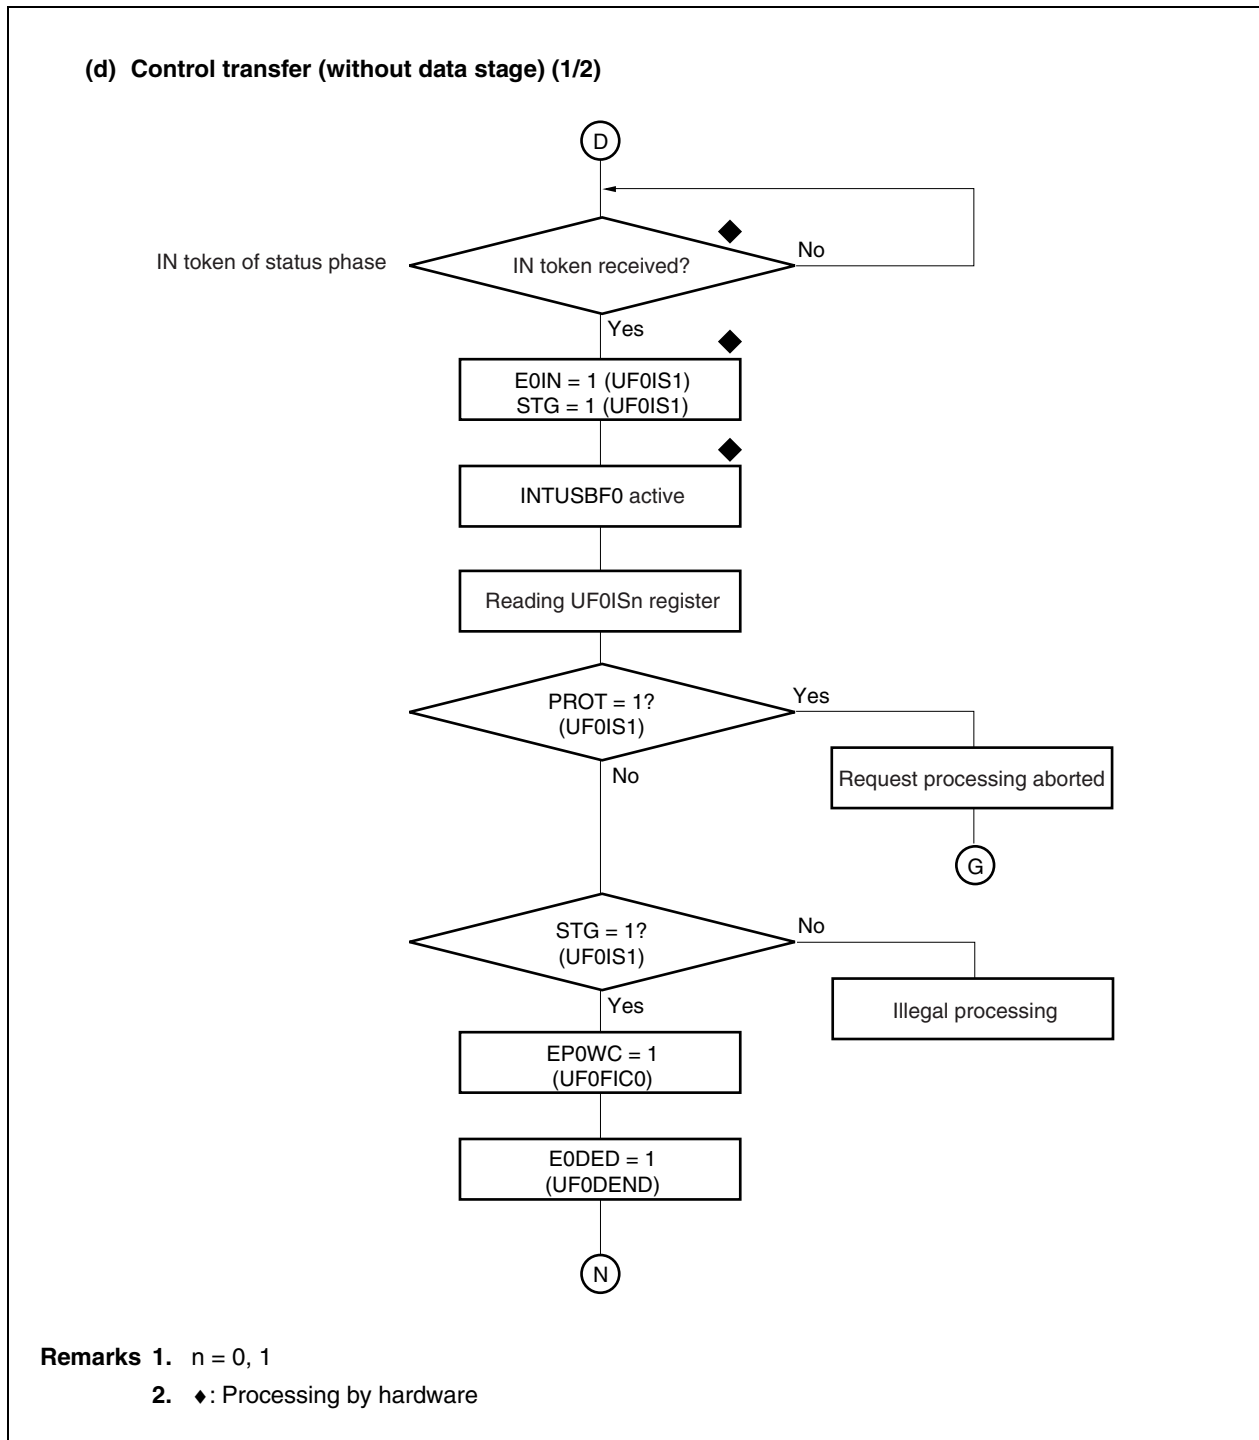 (d) Control transfer (without data stage) (1/2)
D
IN token of status phase
IN token received?
No
Yes
E0IN = 1 (UF0IS1)
STG = 1 (UF0IS1)
INTUSBF0 active
Reading UF0ISn register
PROT = 1?
(UF0IS1)
Yes
No
Request processing aborted
G
STG = 1?
(UF0IS1)
No
Yes
Illegal processing
EP0WC = 1
(UF0FIC0)
E0DED = 1
(UF0DEND)
N
Remarks 1. n = 0, 1
2. ♦: Processing by hardware